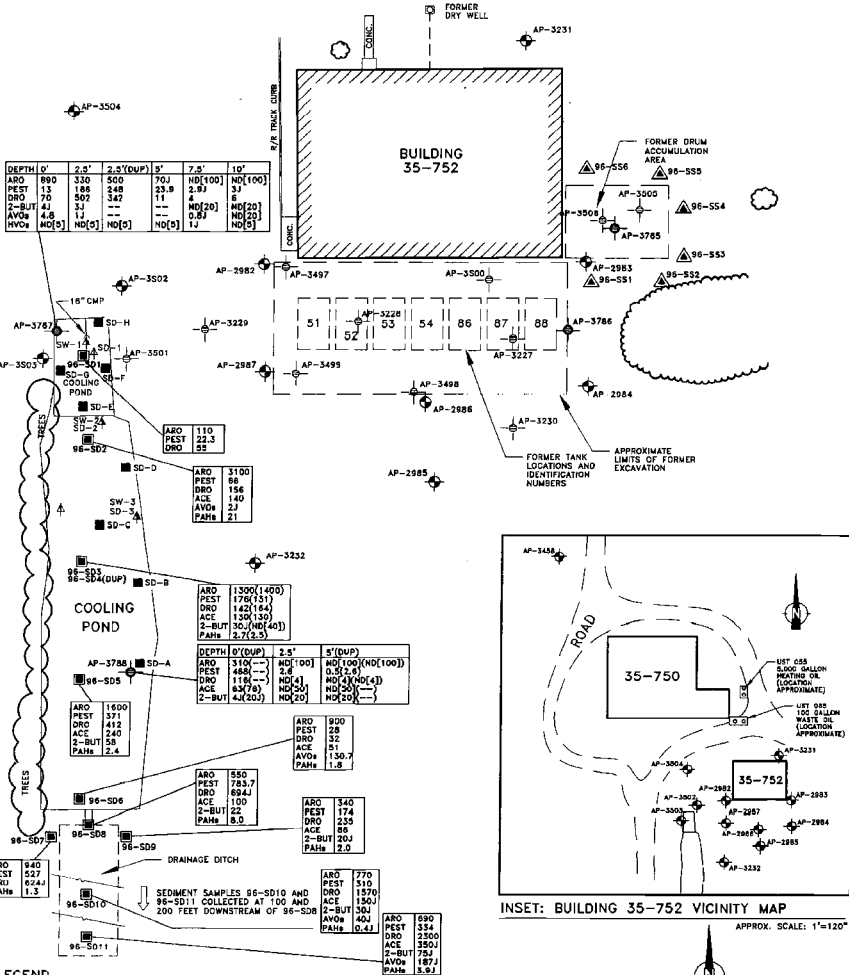 FORMER
DRY WELL
AP-3231
CONC.
R/R TRACK CURB
AP-3504
BUILDING
35-752
FORMER DRUM
ACCUMULATION
AREA
96-SS6
96-SS5
96-SS4
96-SS3
96-SS2
96-SS1
AP-3505
AP-3508
AP-3765
AP-2983
CONC.
DEPTH 0' 2.5' 2.5'(DUP) 5' 7.5' 10'
ARO 890 330 500 70J ND[100] ND[100]
PEST 13 186 248 23.9 2.9J 3J
DRO 70 502 342 11 4 6
2-BUT 4J 3J -- -- ND[20] ND[20]
AVOs 4.8 1J -- -- 0.8J ND[20]
HVOs ND[5] ND[5] ND[5] ND[5] 1J ND[5]
AP-2982
AP-3497
AP-3S00
AP-3S02
18" CMP
AP-3787
SD-H
SW-1
SD-1
AP-3229
51 52 53 54 86 87 88
AP-3228
AP-3227
AP-3786
AP-3S03
96-SD1
AP-3501
SD-G
SD-F
COOLING
POND
AP-2987
AP-3499
AP-3498
AP-2986
AP-2984
SD-E
SW-2
SD-2
96-SD2
TREES
AP-3230
FORMER TANK
LOCATIONS AND
IDENTIFICATION
NUMBERS
APPROXIMATE
LIMITS OF FORMER
EXCAVATION
ARO 110
PEST 22.3
DRO 55
SD-D
AP-2985
ARO 3100
PEST 66
DRO 156
ACE 140
AVOs 2J
PAHs 21
SW-3
SD-3
SD-C
AP-3232
96-SD3
96-SD4(DUP)
SD-B
ARO 1300(1400)
PEST 176(131)
DRO 142(164)
ACE 130(130)
2-BUT 30J(ND[40])
PAHs 2.7(2.5)
COOLING
POND
DEPTH 0'(DUP) 2.5' 5'(DUP)
ARO 310(--) ND[100] ND[100](ND[100])
PEST 468(--) 2.6 0.5(2.6)
DRO 116(--) ND[4] ND[4](ND[4])
ACE 63(76) ND[50] ND[50](--)
2-BUT 4J(20J) ND[20] ND[20](--)
AP-3788
SD-A
96-SD5
ARO 1600
PEST 371
DRO 412
ACE 240
2-BUT 58
PAHs 2.4
ARO 900
PEST 28
DRO 32
ACE 51
AVOs 130.7
PAHs 1.8
TREES
96-SD6
ARO 550
PEST 783.7
DRO 694J
ACE 100
2-BUT 22
PAHs 8.0
ARO 340
PEST 174
DRO 235
ACE 86
2-BUT 20J
PAHs 2.0
96-SD8
96-SD7
96-SD9
DRAINAGE DITCH
ARO 940
PEST 527
DRO 624J
PAHs 1.3
96-SD10
SEDIMENT SAMPLES 96-SD10 AND
96-SD11 COLLECTED AT 100 AND
200 FEET DOWNSTREAM OF 96-SD8
ARO 770
PEST 310
DRO 1570
ACE 150J
2-BUT 30J
AVOs 40J
PAHs 0.4J
ARO 690
PEST 334
DRO 2300
ACE 350J
2-BUT 75J
AVOs 187J
PAHs 3.9J
96-SD11
AP-3458
ROAD
N
35-750
UST 055
5,000 GALLON
HEATING OIL
(LOCATION
APPROXIMATE)
UST 085
100 GALLON
WASTE OIL
(LOCATION
APPROXIMATE)
AP-3231
AP-3504
35-752
AP-2982
AP-2983
AP-3502
AP-3503
AP-2987
AP-2984
AP-2986
AP-2985
AP-3232
INSET: BUILDING 35-752 VICINITY MAP
APPROX. SCALE: 1"=120'
N
EGEND